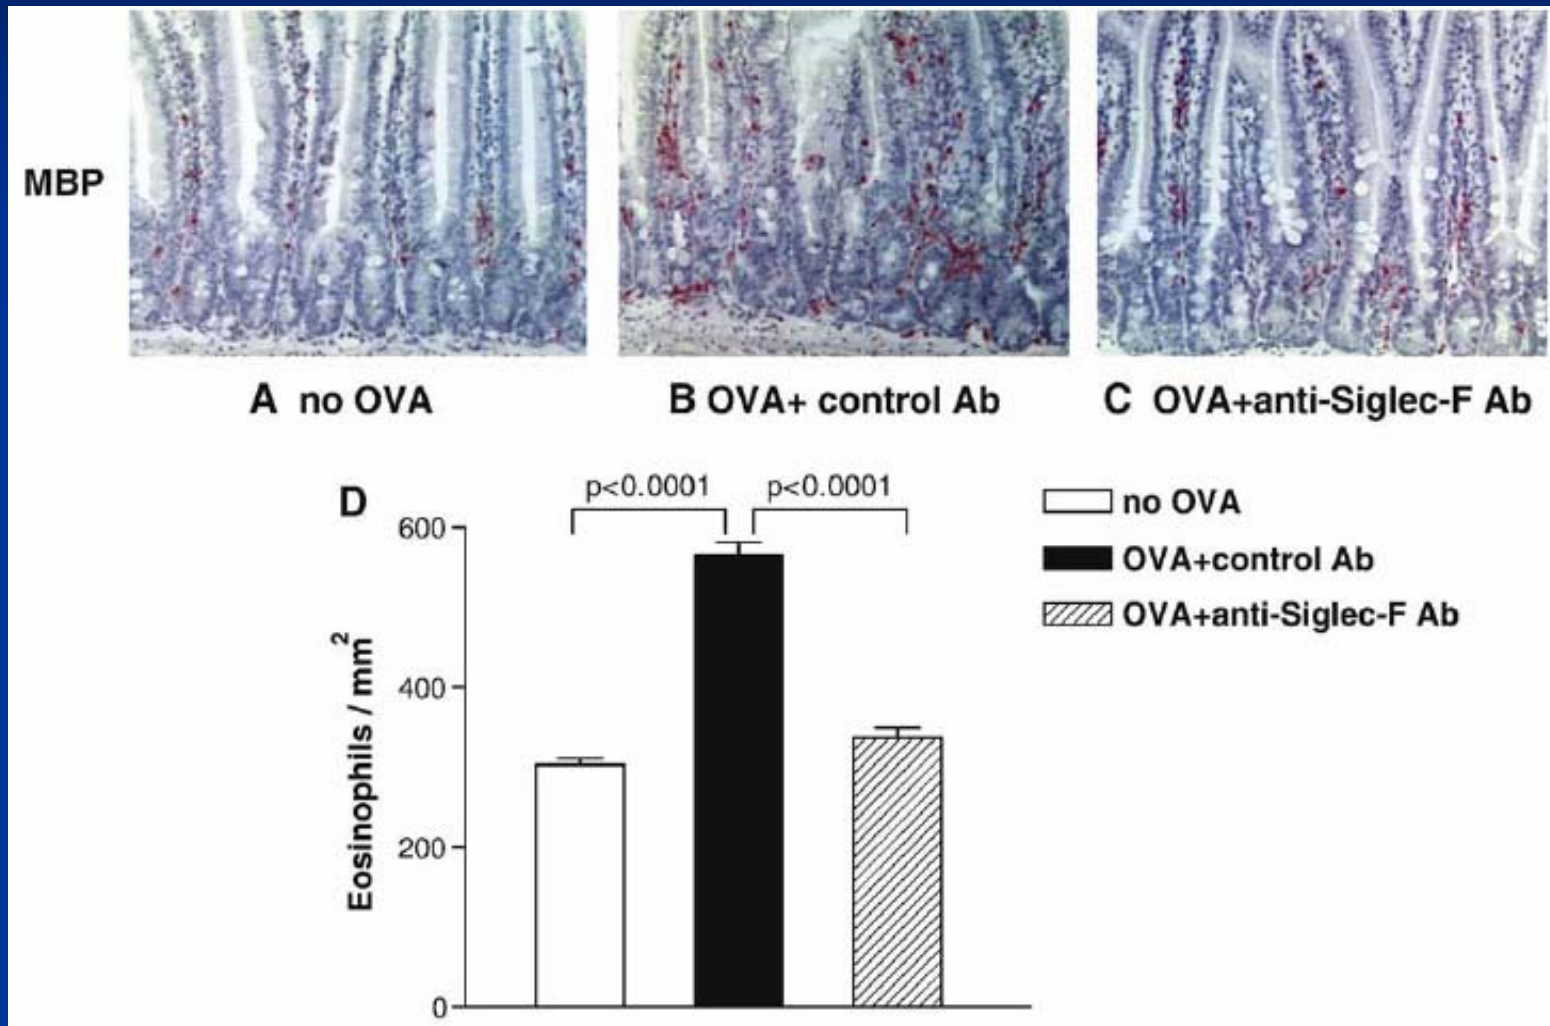 MBP
A no OVA
B OVA+ control Ab
C OVA+anti-Siglec-F Ab
D
p<0.0001
p<0.0001
no OVA
OVA+control Ab
OVA+anti-Siglec-F Ab
Eosinophils / mm²
600
400
200
0